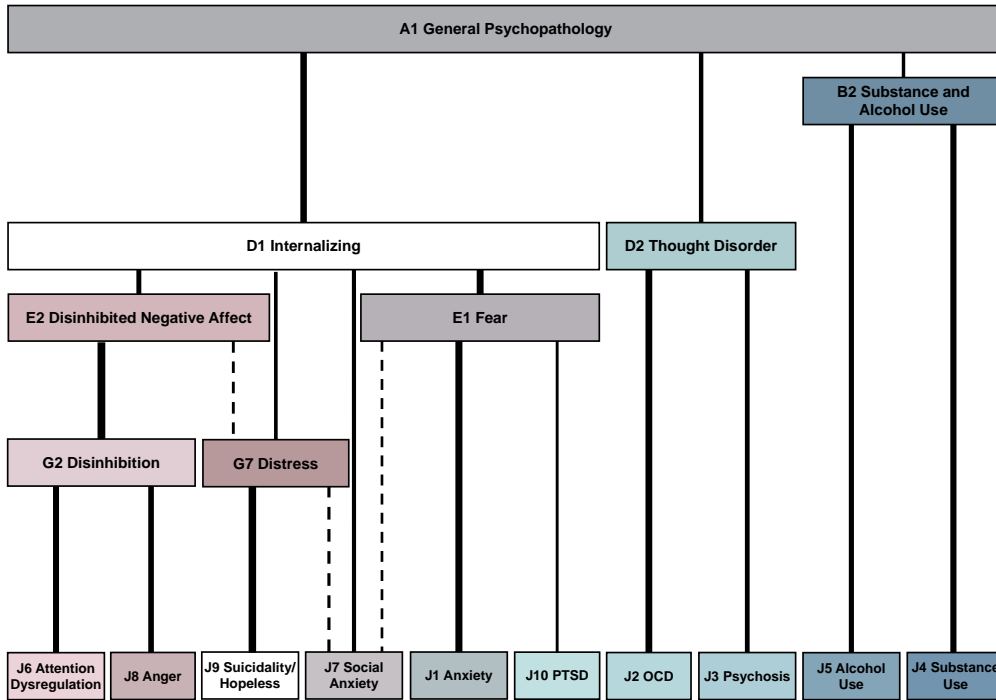 A1 General Psychopathology
B2 Substance and
Alcohol Use
D1 Internalizing
D2 Thought Disorder
E2 Disinhibited Negative Affect
E1 Fear
G2 Disinhibition
G7 Distress
J6 Attention
Dysregulation
J8 Anger
J9 Suicidality/
Hopeless
J7 Social
Anxiety
J1 Anxiety
J10 PTSD
J2 OCD
J3 Psychosis
J5 Alcohol
Use
J4 Substance
Use